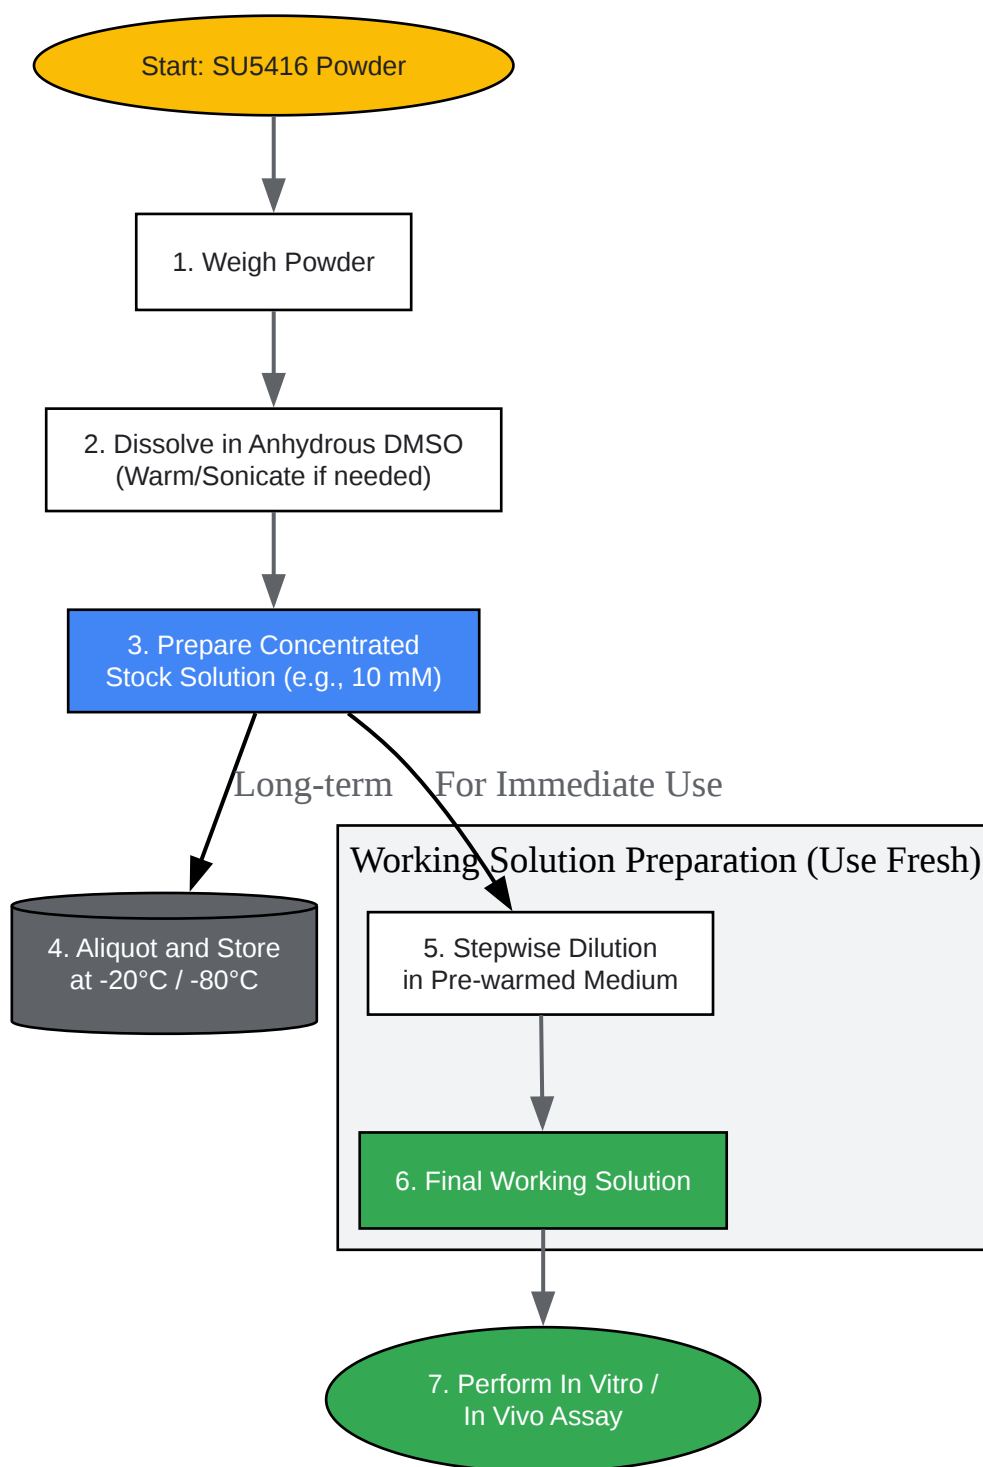 Start: SU5416 Powder
1. Weigh Powder
2. Dissolve in Anhydrous DMSO
(Warm/Sonicate if needed)
3. Prepare Concentrated
Stock Solution (e.g., 10 mM)
Long-term
For Immediate Use
Working Solution Preparation (Use Fresh)
4. Aliquot and Store
at -20°C / -80°C
5. Stepwise Dilution
in Pre-warmed Medium
6. Final Working Solution
7. Perform In Vitro /
In Vivo Assay